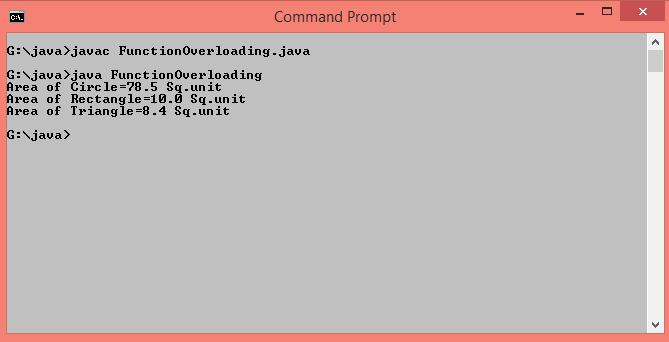 Command Prompt
G:\java>javac FunctionOverloading.java
G:\java>java FunctionOverloading
Area of Circle=78.5 Sq.unit
Area of Rectangle=10.0 Sq.unit
Area of Triangle=8.4 Sq.unit
G:\java>